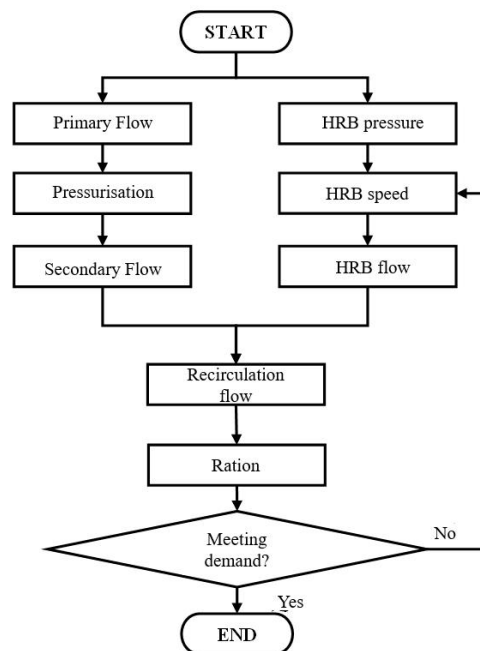 START
Primary Flow
HRB pressure
Pressurisation
HRB speed
Secondary Flow
HRB flow
Recirculation
flow
Ration
Meeting
demand?
No
Yes
END